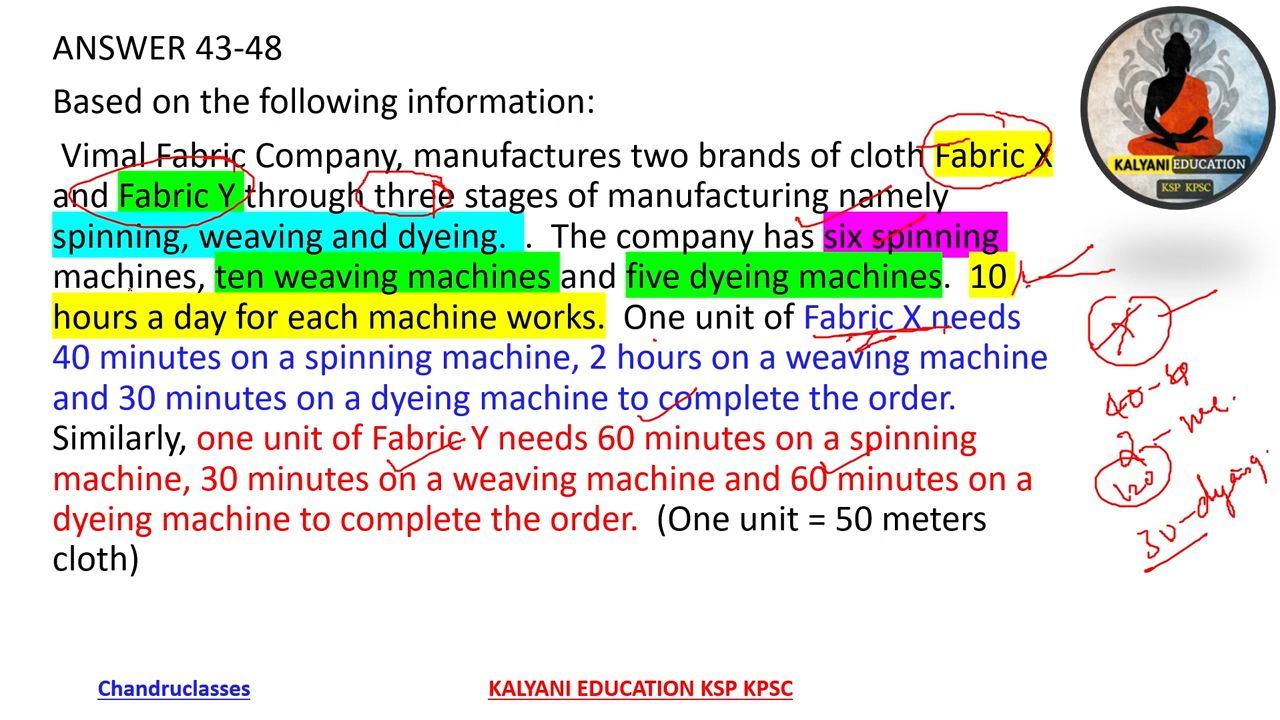 ANSWER 43-48
Based on the following information:
Vimal Fabric Company, manufactures two brands of cloth Fabric X
and Fabric Y through three stages of manufacturing namely
spinning, weaving and dyeing. . The company has six spinning
machines, ten weaving machines and five dyeing machines. 10
hours a day for each machine works. One unit of Fabric X needs
40 minutes on a spinning machine, 2 hours on a weaving machine
and 30 minutes on a dyeing machine to complete the order.
Similarly, one unit of Fabric Y needs 60 minutes on a spinning
machine, 30 minutes on a weaving machine and 60 minutes on a
dyeing machine to complete the order. (One unit = 50 meters
cloth)
KALYANI EDUCATION
KSP KPSC
X
40-sp
2-we.
120
30-dyeing.
Chandruclasses
KALYANI EDUCATION KSP KPSC